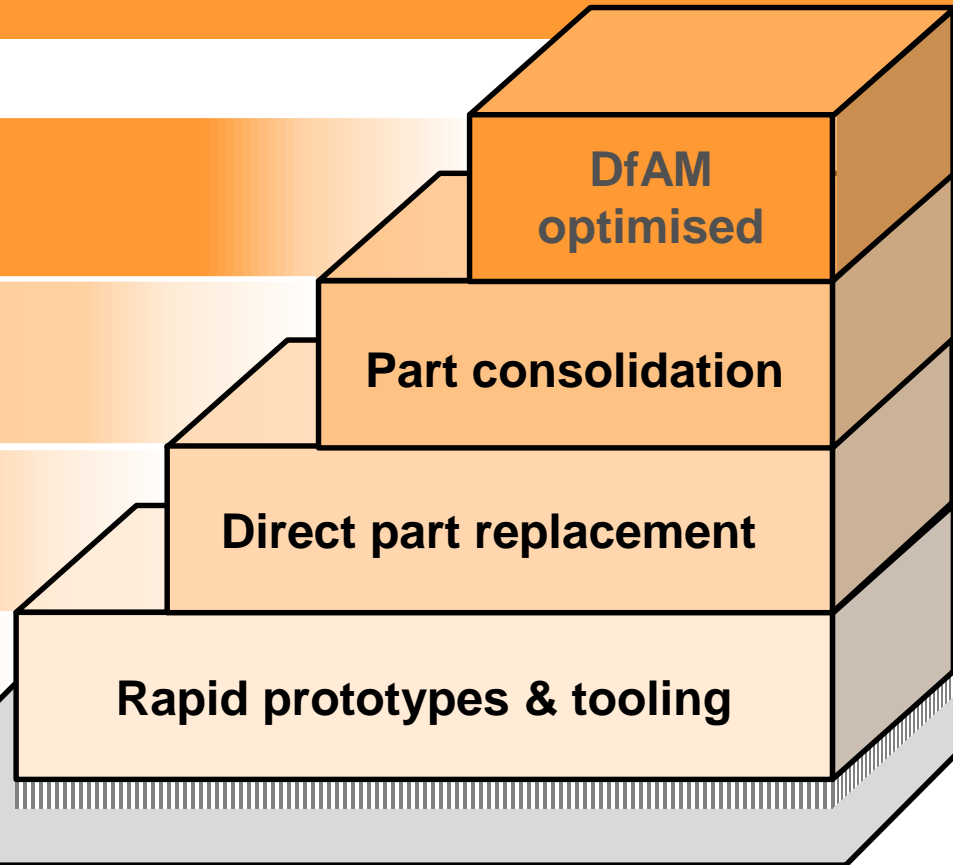 DfAM
optimised
Part consolidation
Direct part replacement
Rapid prototypes & tooling